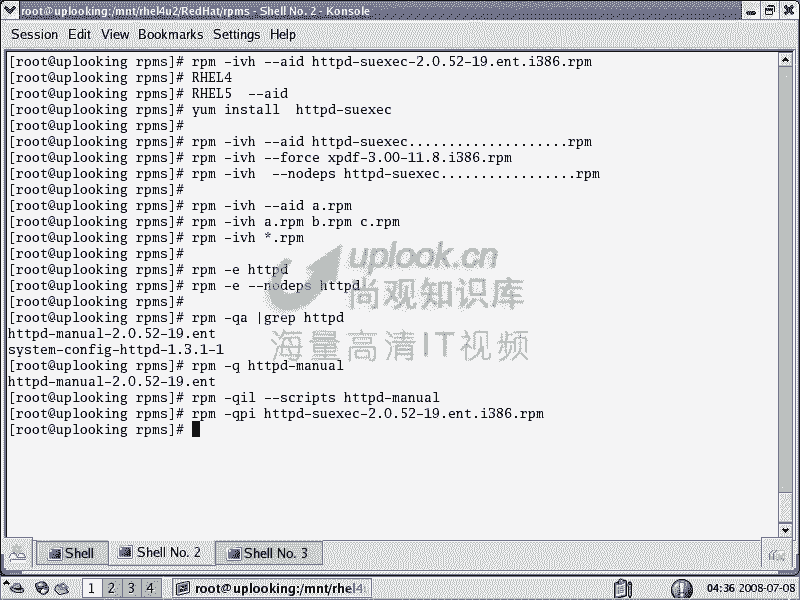 root@uplooking:/mnt/rhel4u2/RedHat/rpms - Shell No. 2 - Konsole
Session Edit View Bookmarks Settings Help
[root@uplooking rpms]# rpm -ivh --aid httpd-suexec-2.0.52-19.ent.i386.rpm
[root@uplooking rpms]# RHEL4
[root@uplooking rpms]# RHEL5  --aid
[root@uplooking rpms]# yum install  httpd-suexec
[root@uplooking rpms]#
[root@uplooking rpms]# rpm -ivh --aid httpd-suexec....................rpm
[root@uplooking rpms]# rpm -ivh --force xpdf-3.00-11.8.i386.rpm
[root@uplooking rpms]# rpm -ivh  --nodeps httpd-suexec.................rpm
[root@uplooking rpms]#
[root@uplooking rpms]# rpm -ivh --aid a.rpm
[root@uplooking rpms]# rpm -ivh a.rpm b.rpm c.rpm
[root@uplooking rpms]# rpm -ivh *.rpm
[root@uplooking rpms]#
[root@uplooking rpms]# rpm -e httpd
[root@uplooking rpms]# rpm -e --nodeps httpd
[root@uplooking rpms]#
[root@uplooking rpms]# rpm -qa |grep httpd
httpd-manual-2.0.52-19.ent
system-config-httpd-1.3.1-1
[root@uplooking rpms]# rpm -q httpd-manual
httpd-manual-2.0.52-19.ent
[root@uplooking rpms]# rpm -qil --scripts httpd-manual
[root@uplooking rpms]# rpm -qpi httpd-suexec-2.0.52-19.ent.i386.rpm
[root@uplooking rpms]#
uplook.cn
尚观知识库
海量高清IT视频
Shell Shell No. 2 Shell No. 3
1 2 3 4 root@uplooking:/mnt/rhel4 04:36 2008-07-08